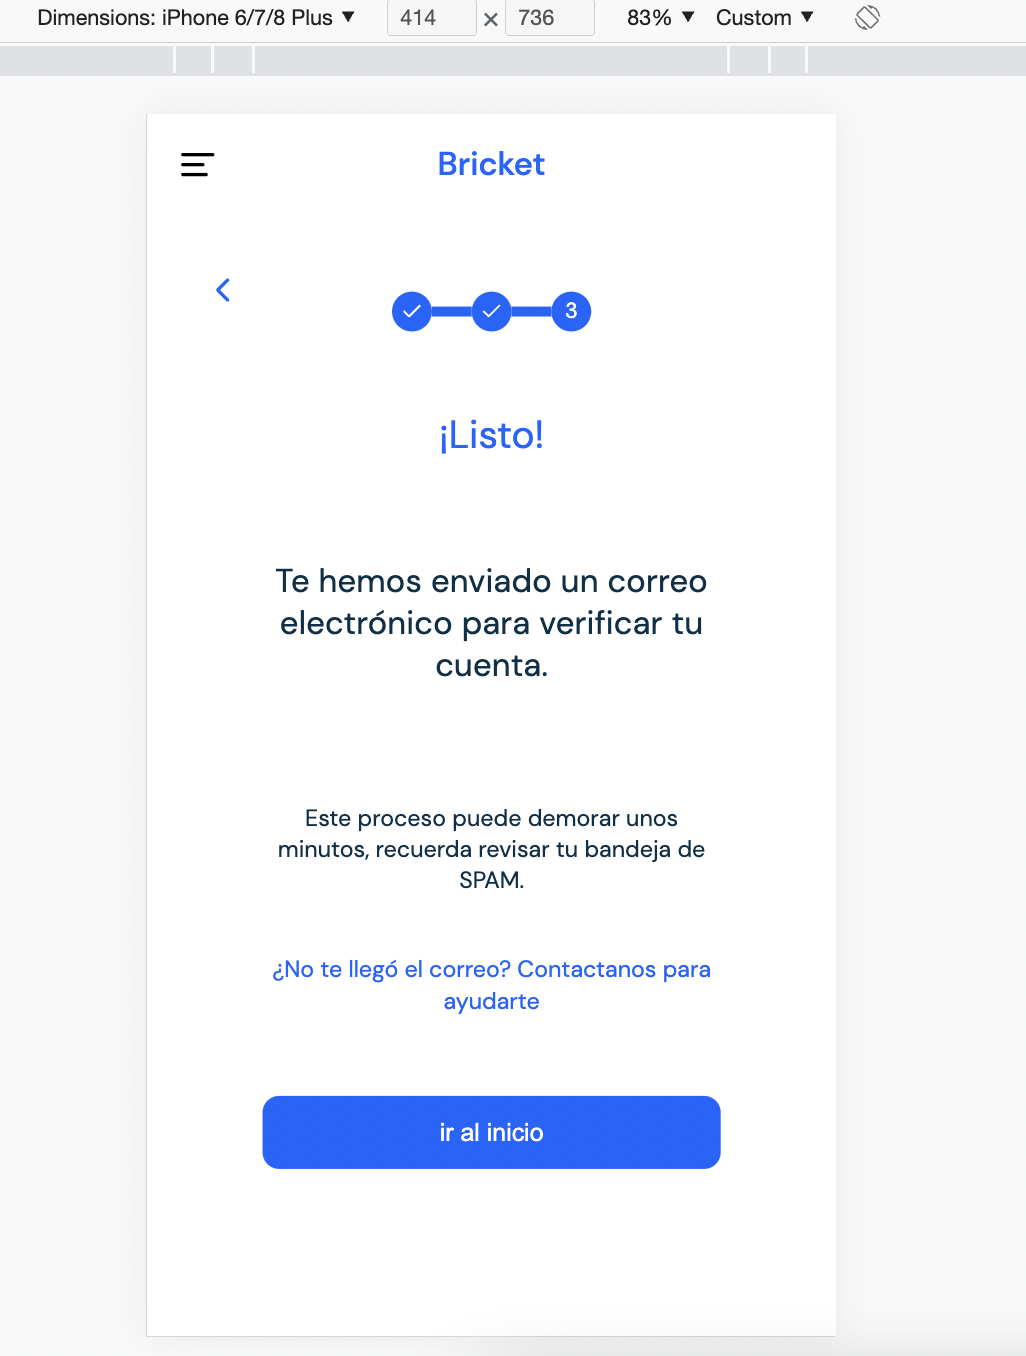 Dimensions: iPhone 6/7/8 Plus ▼ 414 × 736 83% ▼ Custom ▼
Bricket
3
¡Listo!
Te hemos enviado un correo
electrónico para verificar tu
cuenta.
Este proceso puede demorar unos
minutos, recuerda revisar tu bandeja de
SPAM.
¿No te llegó el correo? Contactanos para
ayudarte
ir al inicio